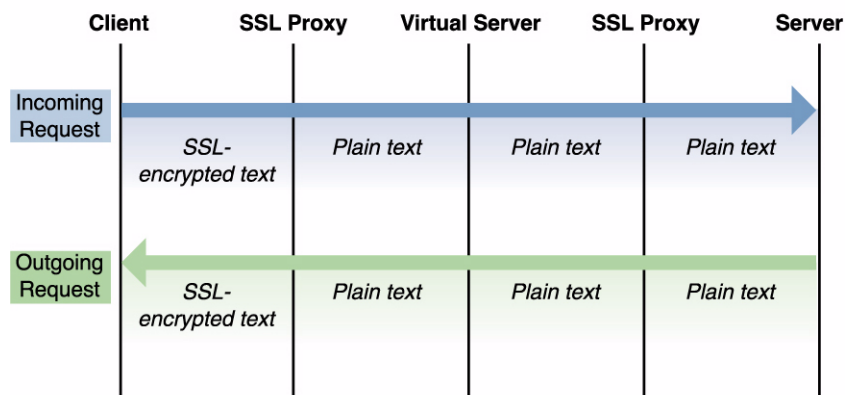 Client SSL Proxy Virtual Server SSL Proxy Server
Incoming
Request
SSL-
encrypted text
Plain text Plain text Plain text
Outgoing
Request
SSL-
encrypted text
Plain text Plain text Plain text